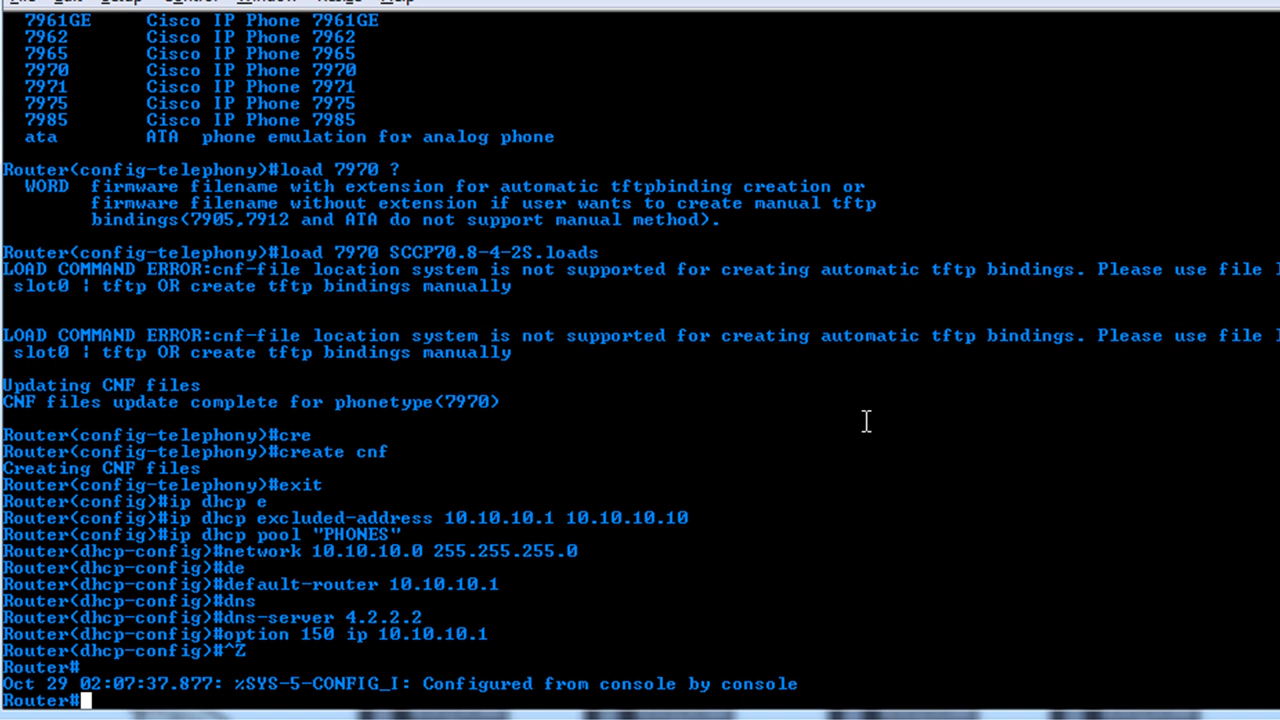 7961GE Cisco IP Phone 7961GE
7962 Cisco IP Phone 7962
7965 Cisco IP Phone 7965
7970 Cisco IP Phone 7970
7971 Cisco IP Phone 7971
7975 Cisco IP Phone 7975
7985 Cisco IP Phone 7985
ata ATA phone emulation for analog phone
Router(config-telephony)#load 7970 ?
WORD firmware filename with extension for automatic tftpbinding creation or
firmware filename without extension if user wants to create manual tftp
bindings(7905,7912 and ATA do not support manual method).
Router(config-telephony)#load 7970 SCCP70.8-4-2S.loads
LOAD COMMAND ERROR:cnf-file location system is not supported for creating automatic tftp bindings. Please use file
slot0 | tftp OR create tftp bindings manually
LOAD COMMAND ERROR:cnf-file location system is not supported for creating automatic tftp bindings. Please use file
slot0 | tftp OR create tftp bindings manually
Updating CNF files
CNF files update complete for phonetype(7970)
Router(config-telephony)#cre
Router(config-telephony)#create cnf
Creating CNF files
Router(config-telephony)#exit
Router(config)#ip dhcp e
Router(config)#ip dhcp excluded-address 10.10.10.1 10.10.10.10
Router(config)#ip dhcp pool "PHONES"
Router(dhcp-config)#network 10.10.10.0 255.255.255.0
Router(dhcp-config)#de
Router(dhcp-config)#default-router 10.10.10.1
Router(dhcp-config)#dns
Router(dhcp-config)#dns-server 4.2.2.2
Router(dhcp-config)#option 150 ip 10.10.10.1
Router(dhcp-config)#^Z
Router#
Oct 29 02:07:37.877: %SYS-5-CONFIG_I: Configured from console by console
Router#